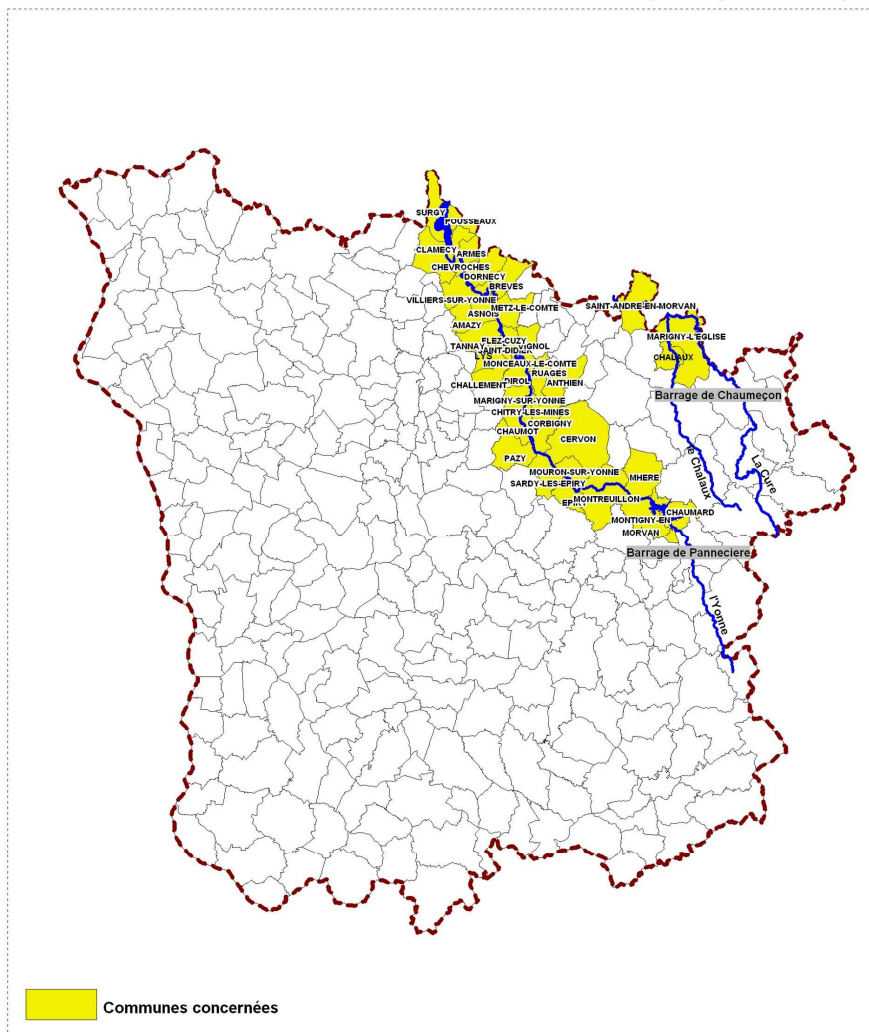 SURGY
POUSSEAUX
CLAMECY
ARMES
CHEVROCHES
DORNECY
BREVES
VILLIERS-SUR-YONNE
METZ-LE-COMTE
ASNOIS
AMAZY
FLEZ-CUZY
TANNAY
SAINT-DIDIER
VIGNOL
LYS
MONCEAUX-LE-COMTE
RUAGES
DIROL
ANTHIEN
CHALLEMENT
MARIGNY-SUR-YONNE
CHITRY-LES-MINES
CORBIGNY
CHAUMOT
CERVON
PAZY
MOURON-SUR-YONNE
MHERE
SARDY-LES-EPIRY
MONTREUILLON
CHAUMARD
MONTIGNY-EN
MORVAN
SAINT-ANDRE-EN-MORVAN
MARIGNY-L'EGLISE
CHALAUX
Barrage de Chaumeçon
le Chalaux
La Cure
Barrage de Panneciere
l'Yonne
Communes concernées